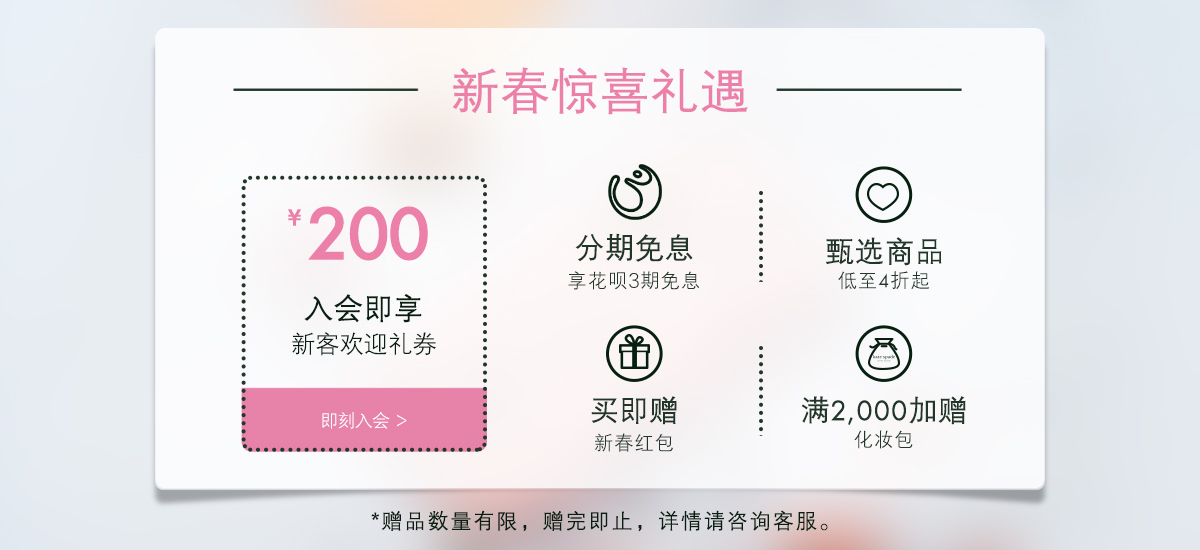 新春惊喜礼遇
¥200
入会即享
新客欢迎礼券
即刻入会 >
分期免息
享花呗3期免息
甄选商品
低至4折起
买即赠
新春红包
kate spade
满2,000加赠
化妆包
*赠品数量有限，赠完即止，详情请咨询客服。